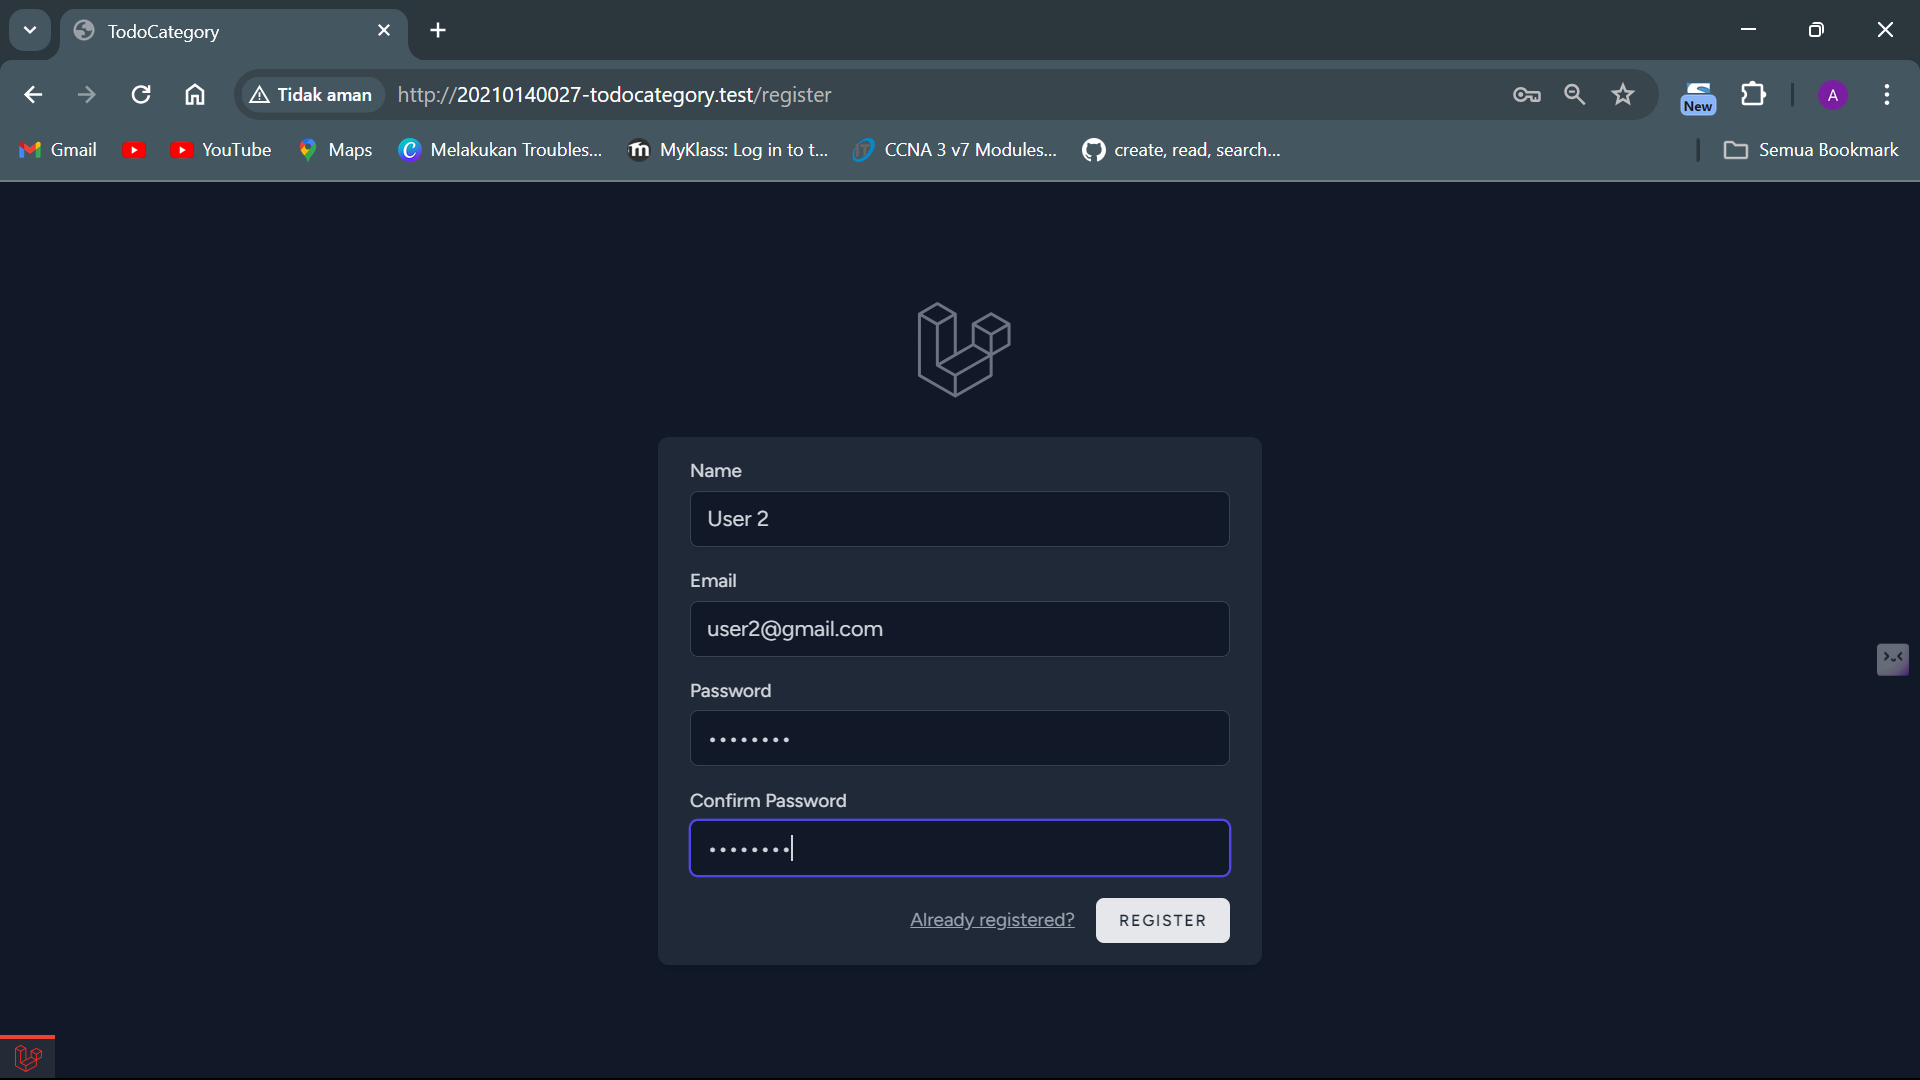 TodoCategory
Tidak aman
http://20210140027-todocategory.test/register
New
A
Gmail
YouTube
Maps
Melakukan Troubles...
MyKlass: Log in to t...
CCNA 3 v7 Modules...
create, read, search...
Semua Bookmark
Name
User 2
Email
user2@gmail.com
Password
••••••••
Confirm Password
••••••••
Already registered?
REGISTER